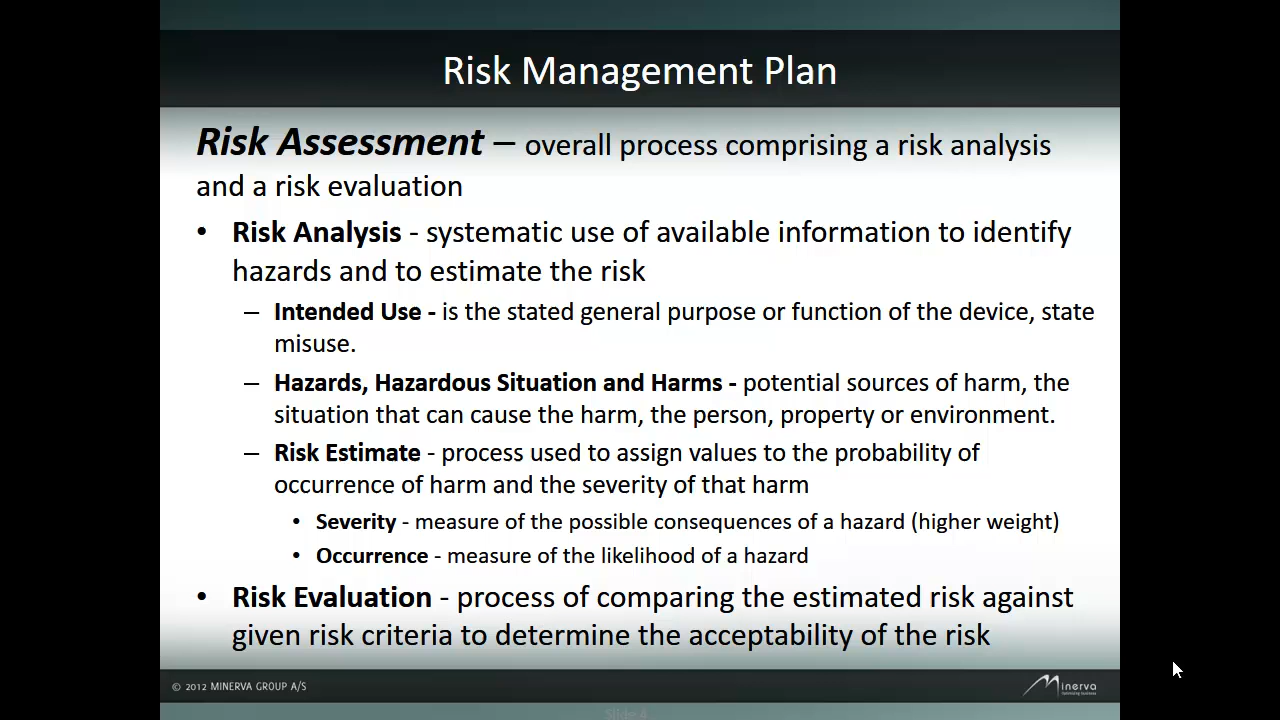 Risk Management Plan
Risk Assessment – overall process comprising a risk analysis
and a risk evaluation
• Risk Analysis - systematic use of available information to identify
hazards and to estimate the risk
– Intended Use - is the stated general purpose or function of the device, state
misuse.
– Hazards, Hazardous Situation and Harms - potential sources of harm, the
situation that can cause the harm, the person, property or environment.
– Risk Estimate - process used to assign values to the probability of
occurrence of harm and the severity of that harm
• Severity - measure of the possible consequences of a hazard (higher weight)
• Occurrence - measure of the likelihood of a hazard
• Risk Evaluation - process of comparing the estimated risk against
given risk criteria to determine the acceptability of the risk
© 2012 MINERVA GROUP A/S
Minerva
Slide 4